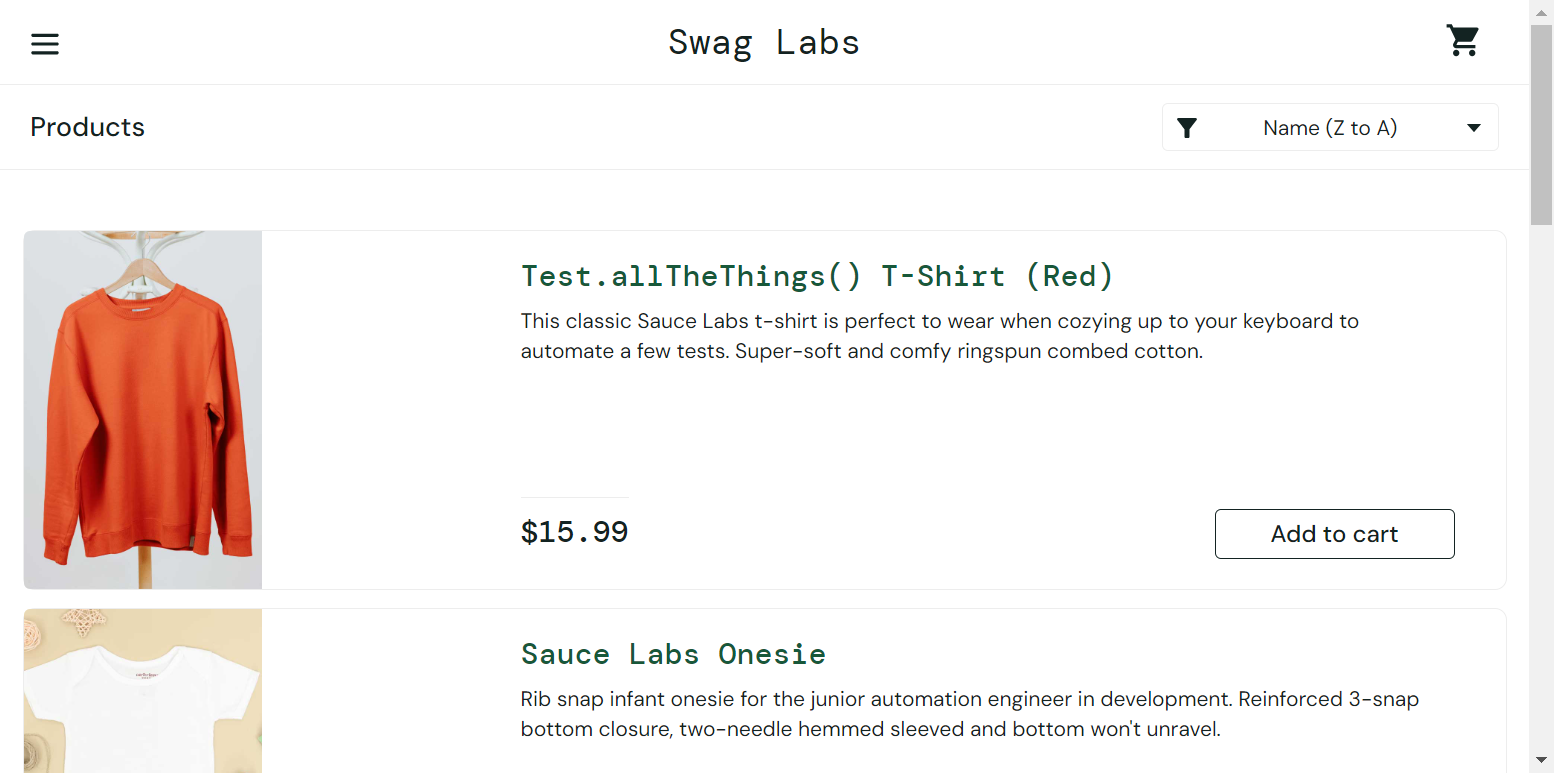 Swag Labs
Products
Name (Z to A)
Test.allTheThings() T-Shirt (Red)
This classic Sauce Labs t-shirt is perfect to wear when cozying up to your keyboard to
automate a few tests. Super-soft and comfy ringspun combed cotton.
$15.99
Add to cart
Sauce Labs Onesie
Rib snap infant onesie for the junior automation engineer in development. Reinforced 3-snap
bottom closure, two-needle hemmed sleeved and bottom won't unravel.